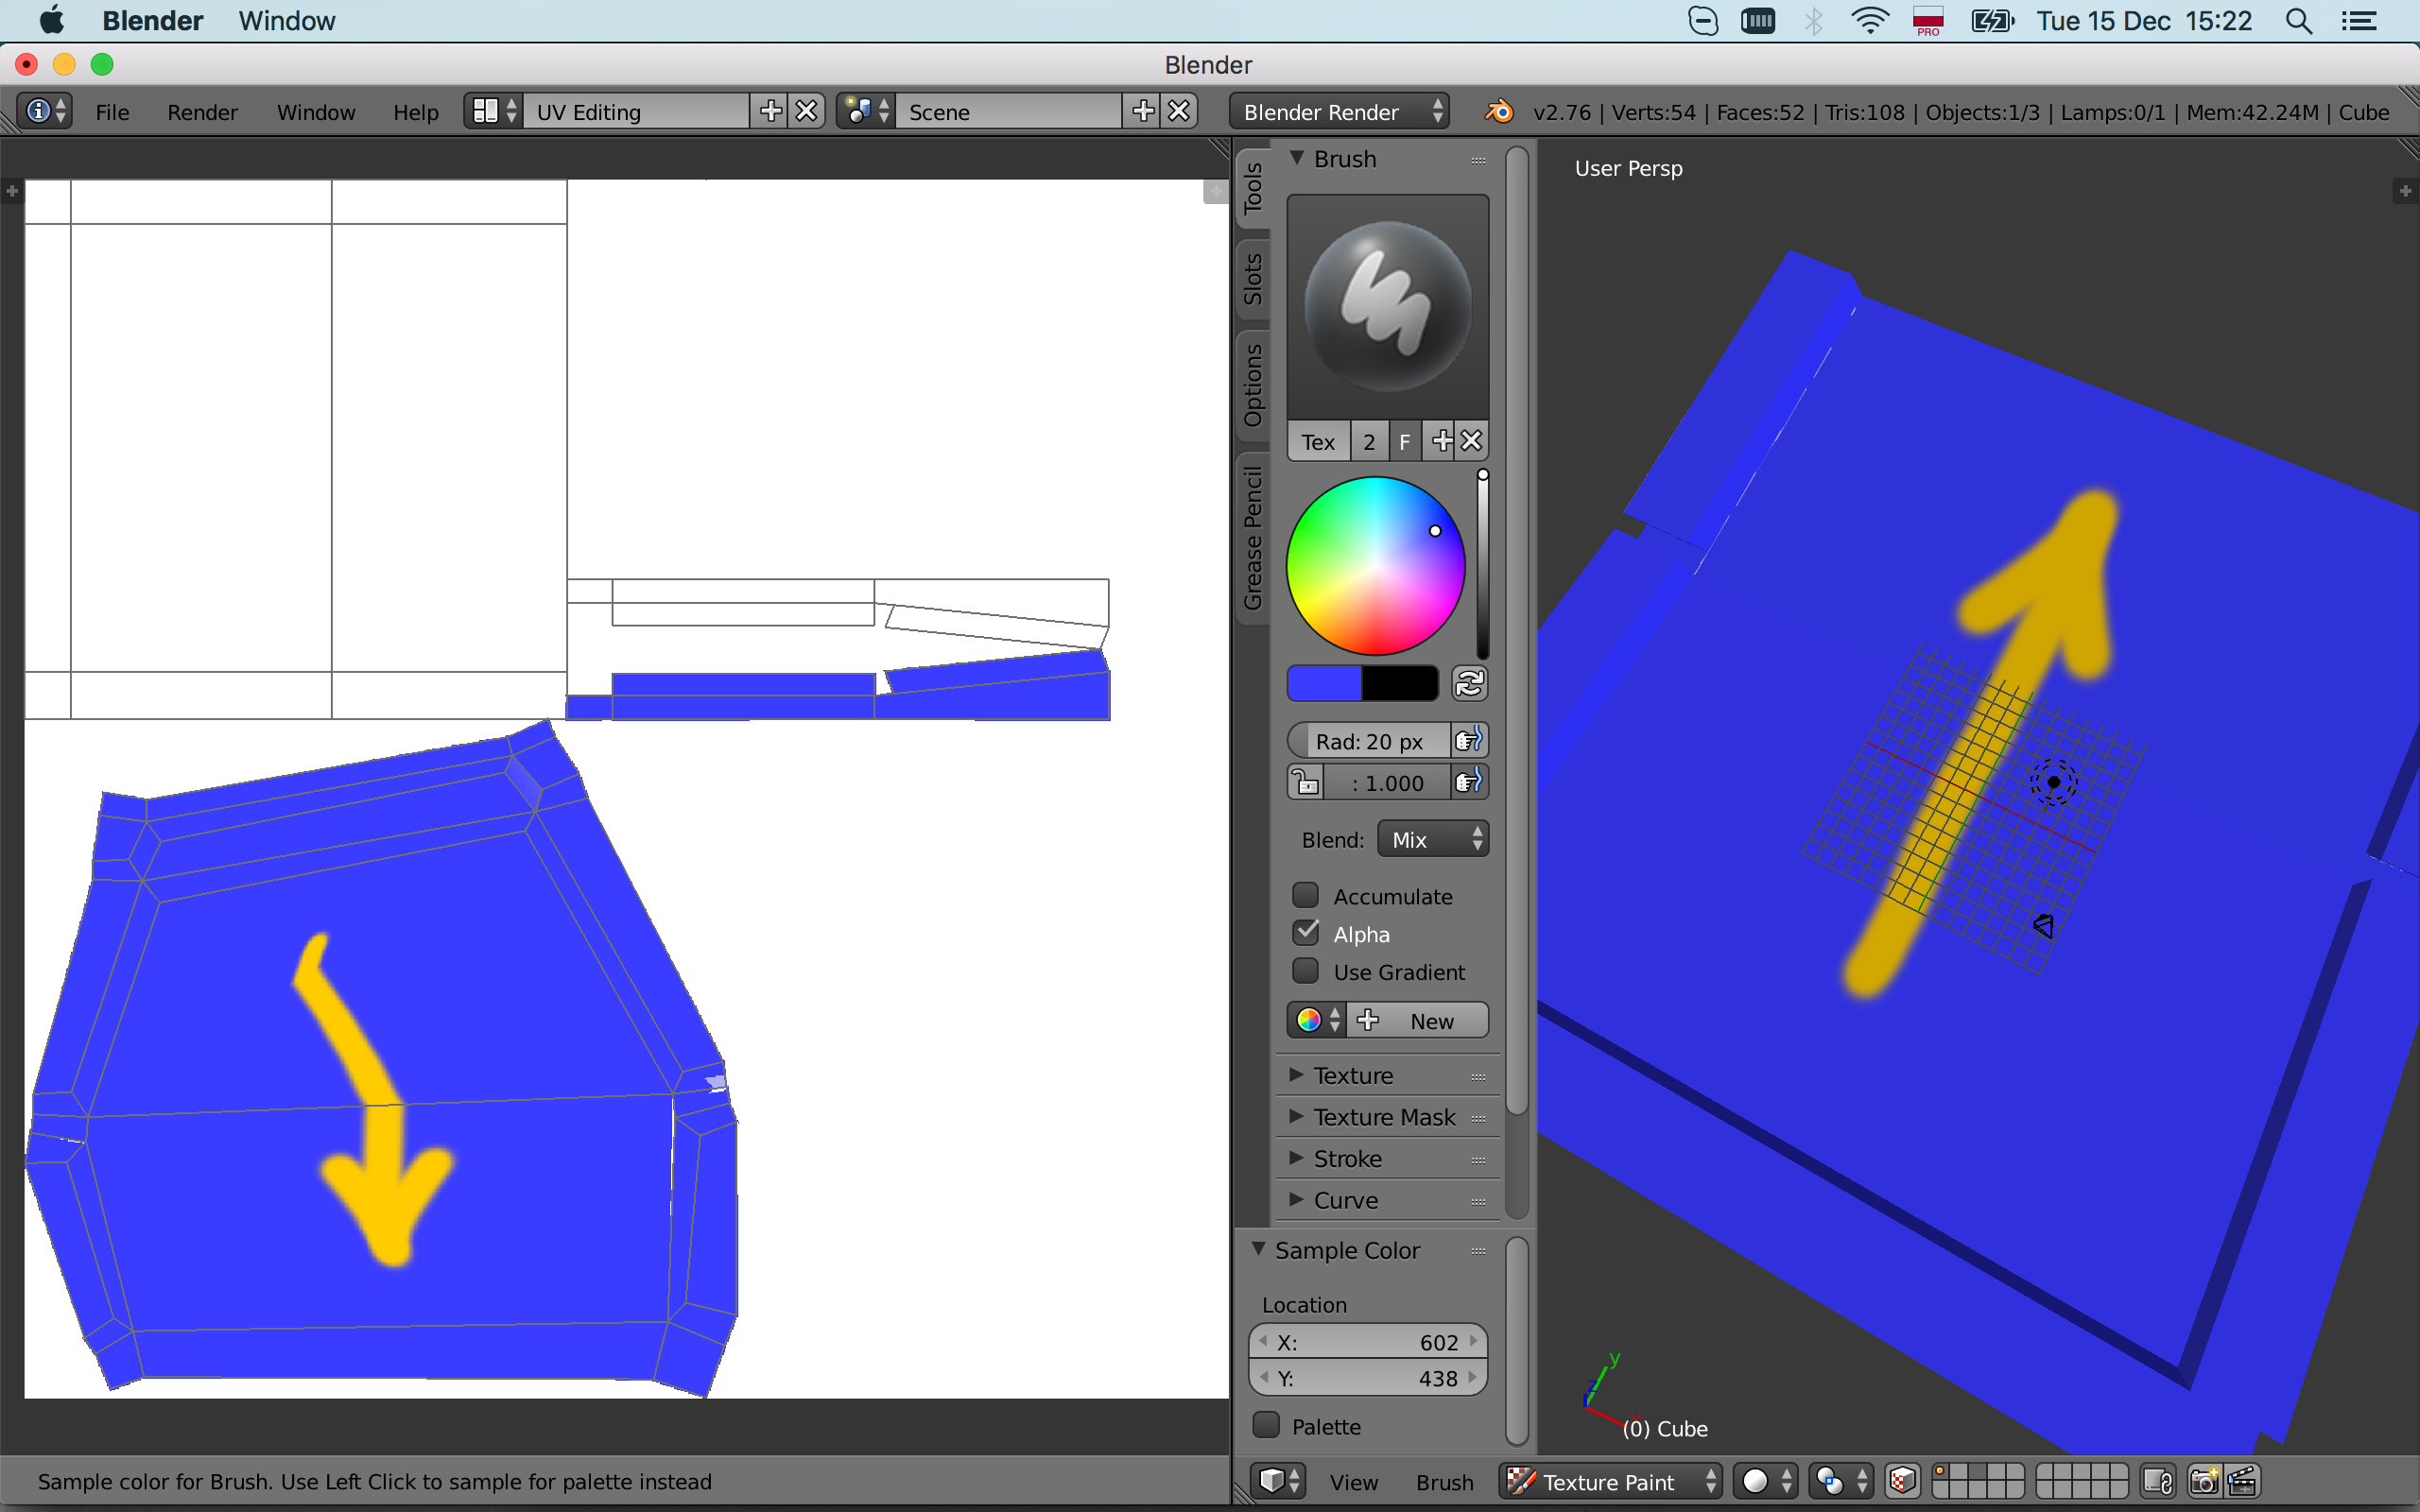 Blender Window PRO Tue 15 Dec 15:22
Blender
File Render Window Help UV Editing Scene Blender Render v2.76 | Verts:54 | Faces:52 | Tris:108 | Objects:1/3 | Lamps:0/1 | Mem:42.24M | Cube
Tools
Slots
Options
Grease Pencil
Brush
Tex 2 F
Rad: 20 px
: 1.000
Blend: Mix
Accumulate
Alpha
Use Gradient
New
Texture
Texture Mask
Stroke
Curve
Sample Color
Location
X: 602
Y: 438
Palette
User Persp
y
z
x
(0) Cube
Sample color for Brush. Use Left Click to sample for palette instead
View Brush Texture Paint